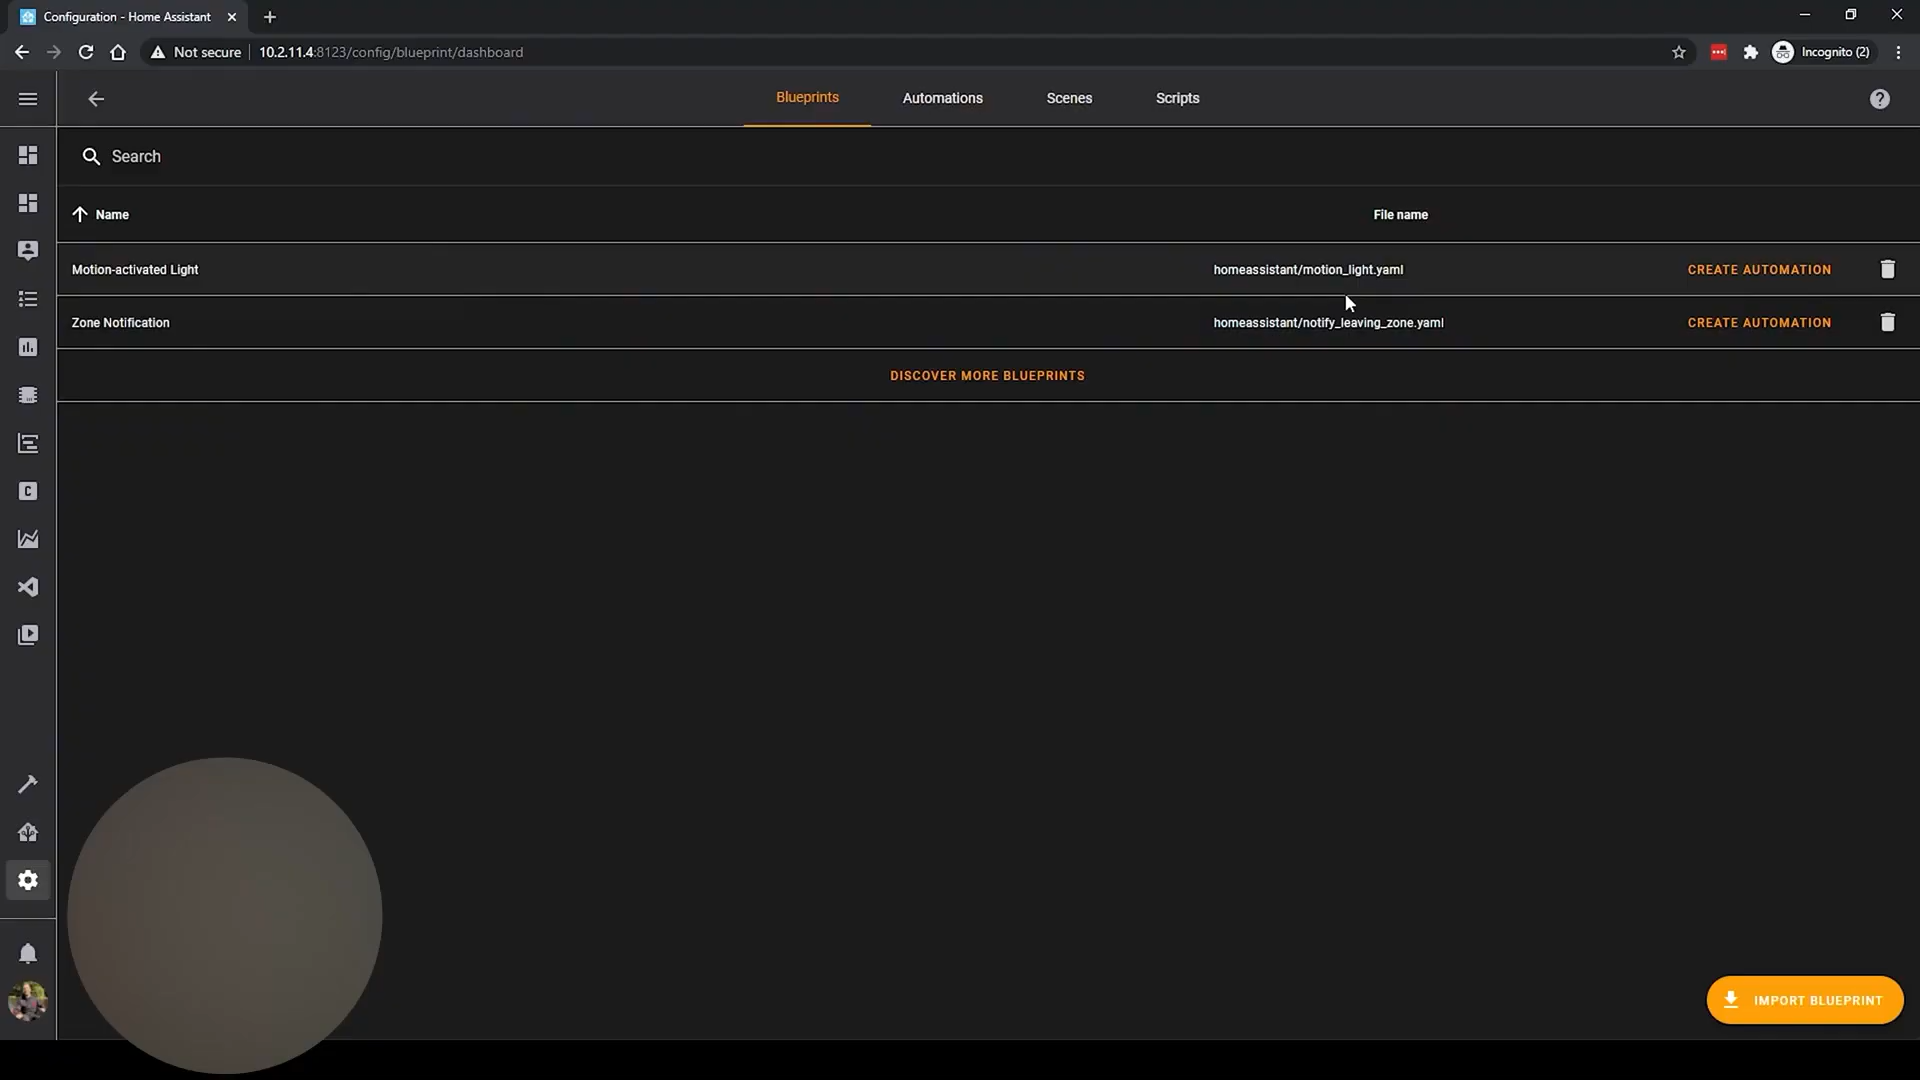 Configuration - Home Assistant
Not secure
10.2.11.4:8123/config/blueprint/dashboard
Incognito (2)
Blueprints
Automations
Scenes
Scripts
Search
Name
File name
Motion-activated Light
homeassistant/motion_light.yaml
CREATE AUTOMATION
Zone Notification
homeassistant/notify_leaving_zone.yaml
CREATE AUTOMATION
DISCOVER MORE BLUEPRINTS
C
IMPORT BLUEPRINT